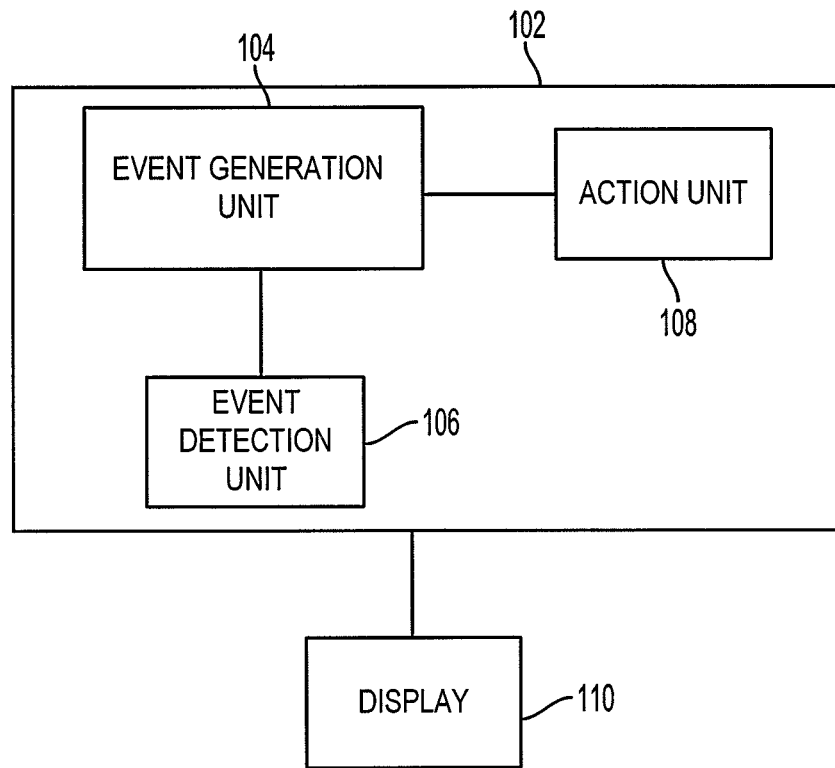 104
102
EVENT GENERATION
UNIT
ACTION UNIT
108
EVENT
DETECTION
UNIT
106
DISPLAY
110